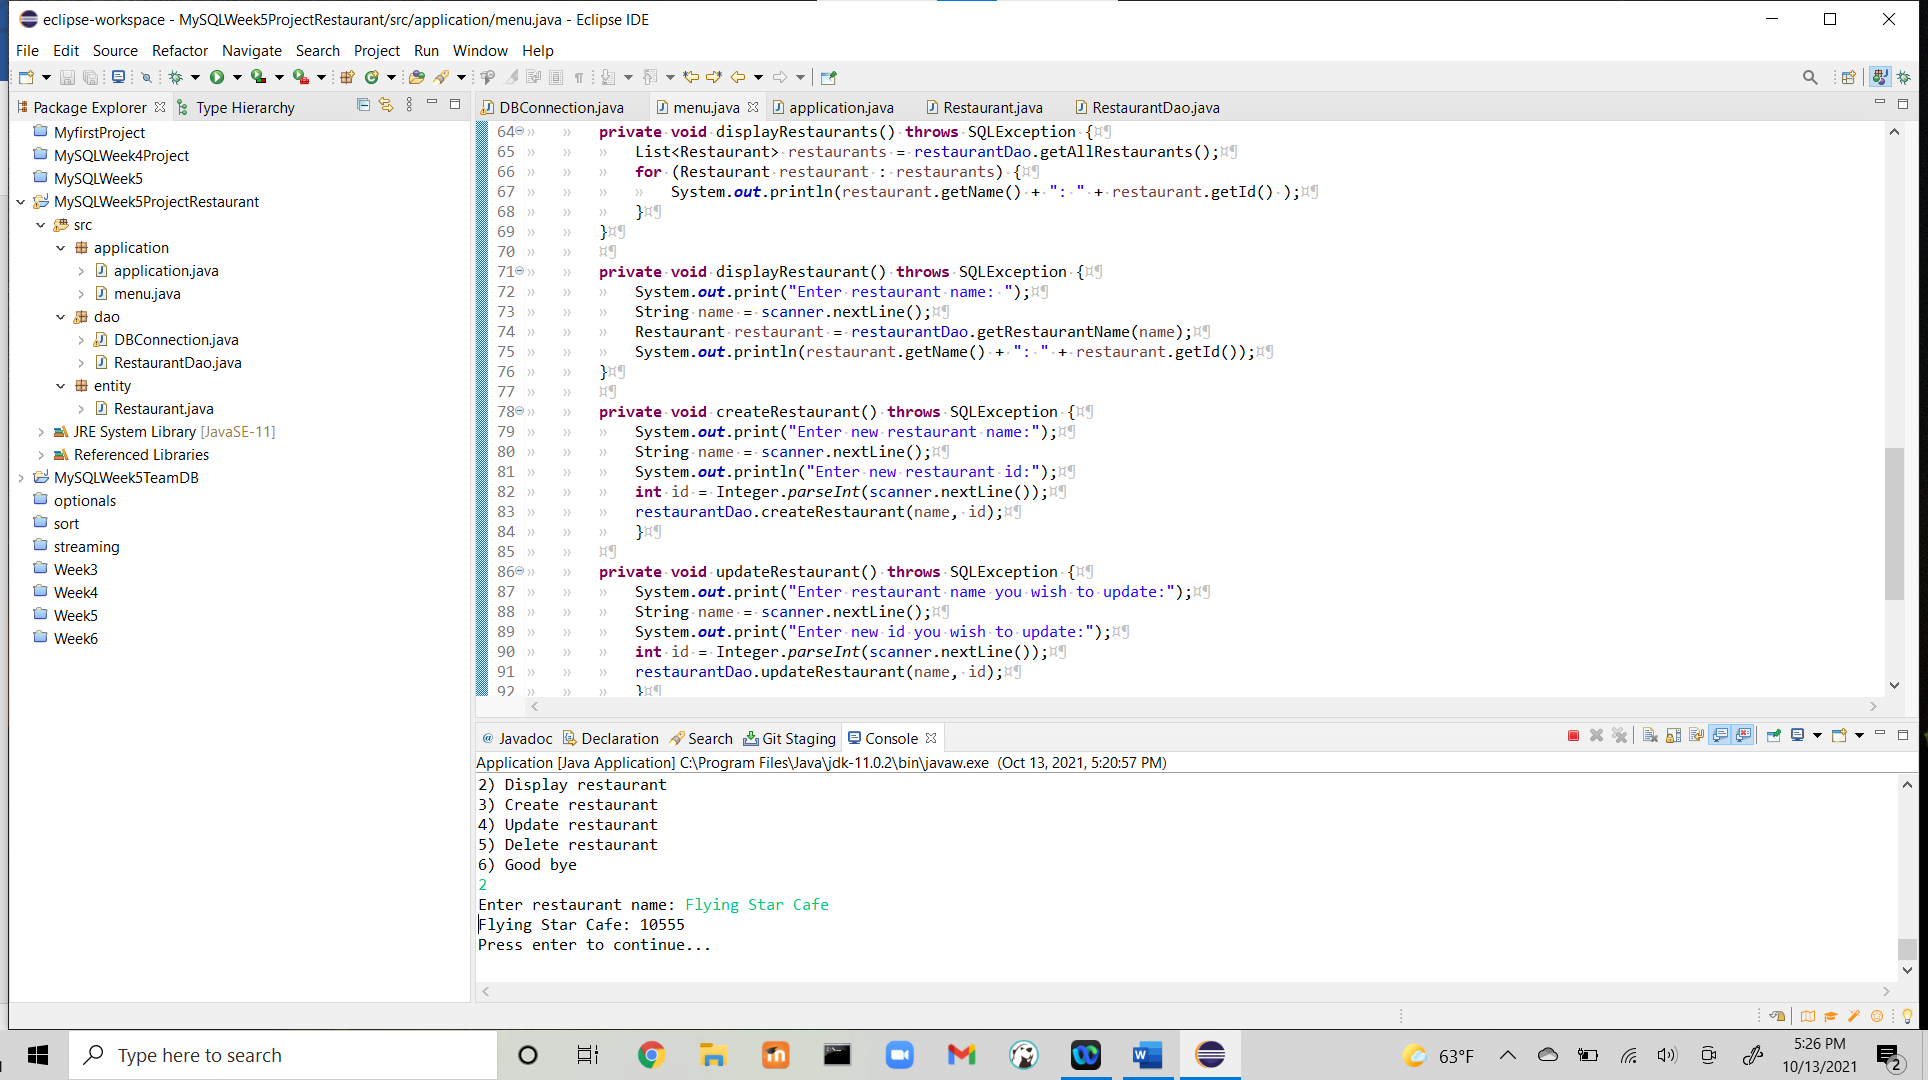 eclipse-workspace - MySQLWeek5ProjectRestaurant/src/application/menu.java - Eclipse IDE
File Edit Source Refactor Navigate Search Project Run Window Help
Package Explorer Type Hierarchy
MyfirstProject
MySQLWeek4Project
MySQLWeek5
MySQLWeek5ProjectRestaurant
src
application
application.java
menu.java
dao
DBConnection.java
RestaurantDao.java
entity
Restaurant.java
JRE System Library [JavaSE-11]
Referenced Libraries
MySQLWeek5TeamDB
optionals
sort
streaming
Week3
Week4
Week5
Week6
DBConnection.java menu.java application.java Restaurant.java RestaurantDao.java
64 private void displayRestaurants() throws SQLException {
65 List<Restaurant> restaurants = restaurantDao.getAllRestaurants();
66 for (Restaurant restaurant : restaurants) {
67 System.out.println(restaurant.getName() + ": " + restaurant.getId() );
68 }
69 }
70
71 private void displayRestaurant() throws SQLException {
72 System.out.print("Enter restaurant name: ");
73 String name = scanner.nextLine();
74 Restaurant restaurant = restaurantDao.getRestaurantName(name);
75 System.out.println(restaurant.getName() + ": " + restaurant.getId());
76 }
77
78 private void createRestaurant() throws SQLException {
79 System.out.print("Enter new restaurant name:");
80 String name = scanner.nextLine();
81 System.out.println("Enter new restaurant id:");
82 int id = Integer.parseInt(scanner.nextLine());
83 restaurantDao.createRestaurant(name, id);
84 }
85
86 private void updateRestaurant() throws SQLException {
87 System.out.print("Enter restaurant name you wish to update:");
88 String name = scanner.nextLine();
89 System.out.print("Enter new id you wish to update:");
90 int id = Integer.parseInt(scanner.nextLine());
91 restaurantDao.updateRestaurant(name, id);
92 }
@ Javadoc Declaration Search Git Staging Console
Application [Java Application] C:\Program Files\Java\jdk-11.0.2\bin\javaw.exe (Oct 13, 2021, 5:20:57 PM)
2) Display restaurant
3) Create restaurant
4) Update restaurant
5) Delete restaurant
6) Good bye
2
Enter restaurant name: Flying Star Cafe
Flying Star Cafe: 10555
Press enter to continue...
Type here to search
63°F
5:26 PM
10/13/2021
2